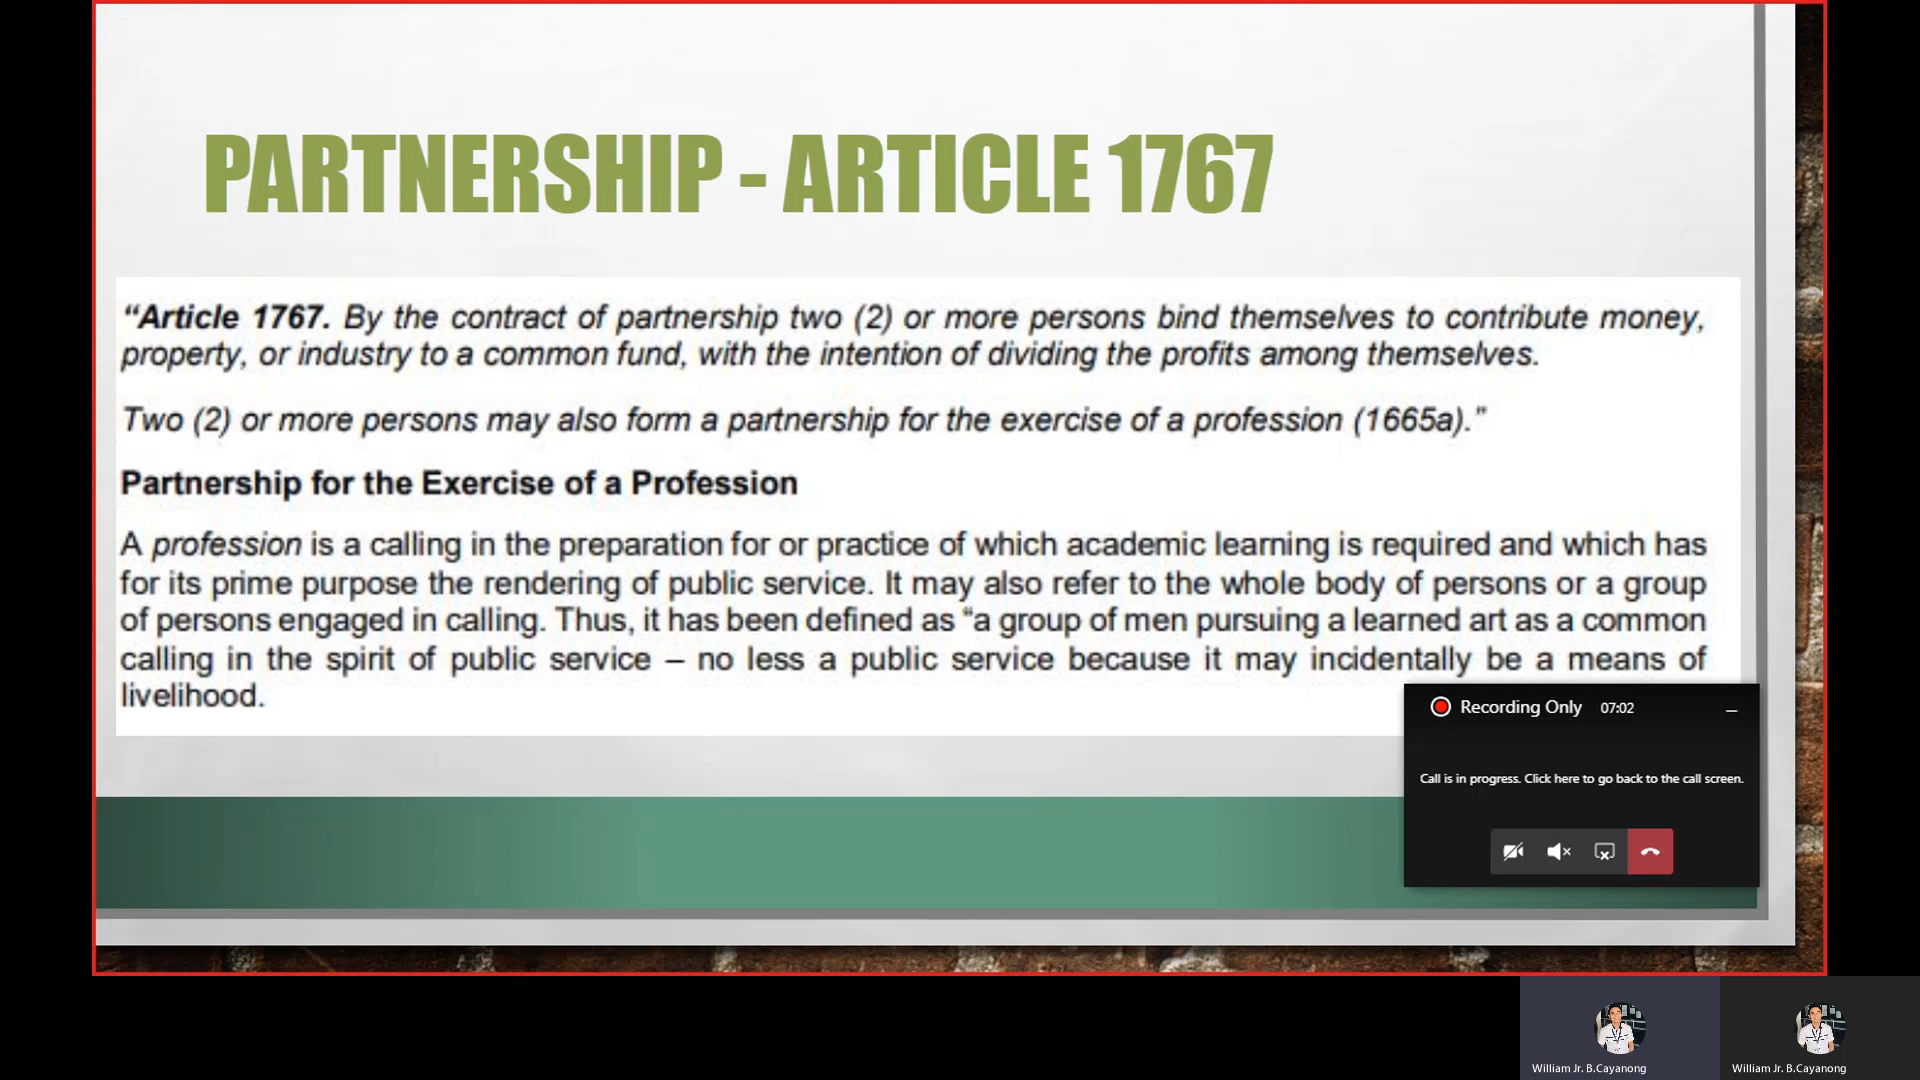 PARTNERSHIP - ARTICLE 1767
“Article 1767. By the contract of partnership two (2) or more persons bind themselves to contribute money,
property, or industry to a common fund, with the intention of dividing the profits among themselves.
Two (2) or more persons may also form a partnership for the exercise of a profession (1665a).”
Partnership for the Exercise of a Profession
A profession is a calling in the preparation for or practice of which academic learning is required and which has
for its prime purpose the rendering of public service. It may also refer to the whole body of persons or a group
of persons engaged in calling. Thus, it has been defined as “a group of men pursuing a learned art as a common
calling in the spirit of public service – no less a public service because it may incidentally be a means of
livelihood.
Recording Only 07:02
Call is in progress. Click here to go back to the call screen.
William Jr. B.Cayanong
William Jr. B.Cayanong